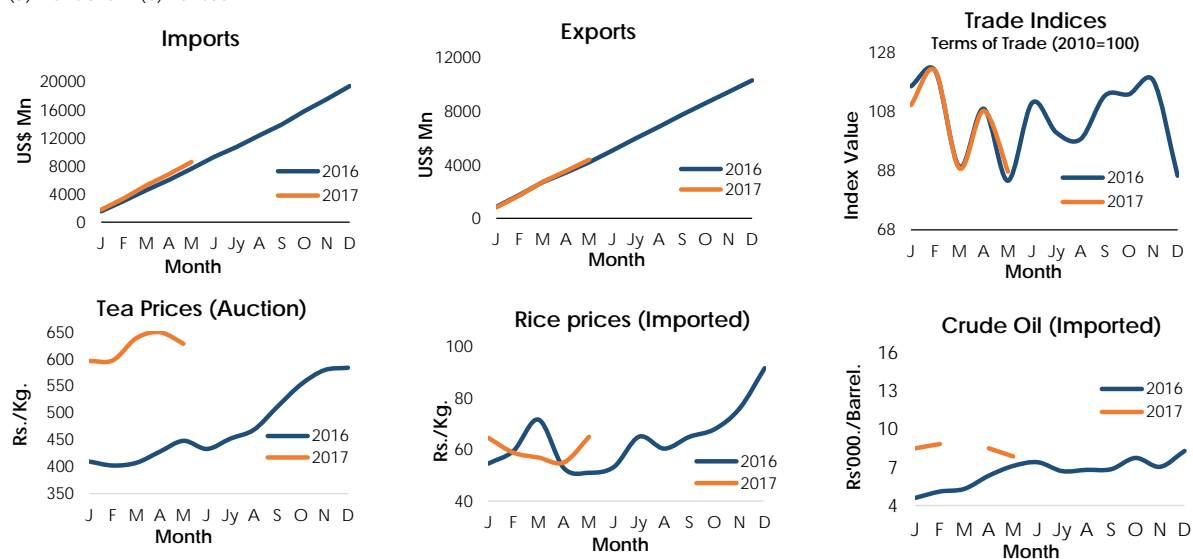 Imports
US$ Mn
20000
16000
12000
8000
4000
0
2016
2017
J F M A M J Jy A S O N D
Month
Exports
US$ Mn
12000
8000
4000
0
2016
2017
J F M A M J Jy A S O N D
Month
Trade Indices
Terms of Trade (2010=100)
Index Value
128
108
88
68
2016
2017
J F M A M J Jy A S O N D
Month
Tea Prices (Auction)
Rs./Kg.
650
600
550
500
450
400
350
2016
2017
J F M A M J Jy A S O N D
Month
Rice prices (Imported)
Rs./Kg.
100
80
60
40
2016
2017
J F M A M J Jy A S O N D
Month
Crude Oil (Imported)
Rs'000./Barrel.
16
13
10
7
4
2016
2017
J F M A M J Jy A S O N D
Month